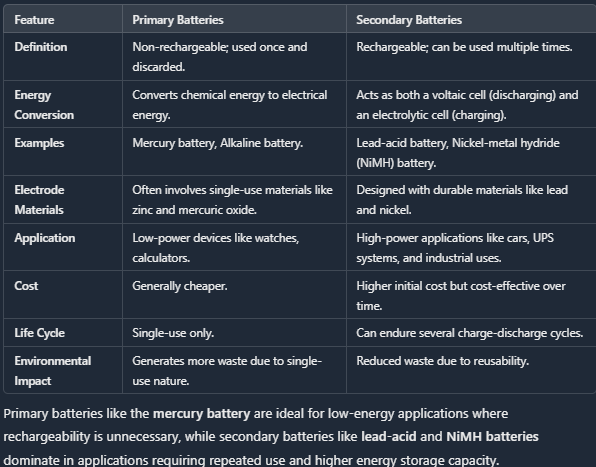 Feature Primary Batteries Secondary Batteries
Definition Non-rechargeable; used once and Rechargeable; can be used multiple times.
discarded.
Energy Converts chemical energy to electrical Acts as both a voltaic cell (discharging) and
Conversion energy. an electrolytic cell (charging).
Examples Mercury battery, Alkaline battery. Lead-acid battery, Nickel-metal hydride
(NiMH) battery.
Electrode Often involves single-use materials like Designed with durable materials like lead
Materials zinc and mercuric oxide. and nickel.
Application Low-power devices like watches, High-power applications like cars, UPS
calculators. systems, and industrial uses.
Cost Generally cheaper. Higher initial cost but cost-effective over
time.
Life Cycle Single-use only. Can endure several charge-discharge cycles.
Environmental Generates more waste due to single- Reduced waste due to reusability.
Impact use nature.
Primary batteries like the mercury battery are ideal for low-energy applications where
rechargeability is unnecessary, while secondary batteries like lead-acid and NiMH batteries
dominate in applications requiring repeated use and higher energy storage capacity.